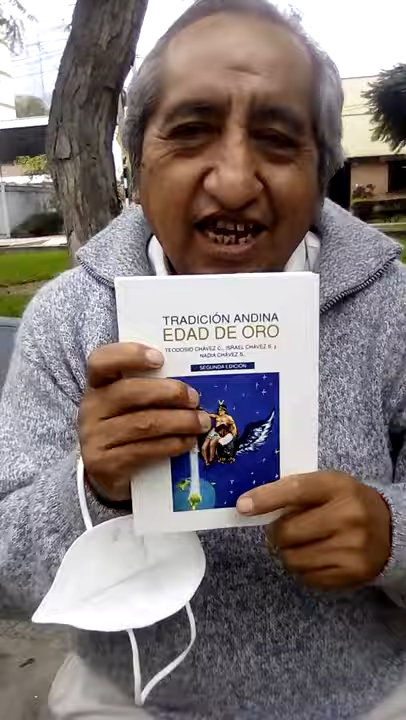 TRADICIÓN ANDINA
EDAD DE ORO
TEODOSIO CHÁVEZ C., ISRAEL CHÁVEZ S. y
NADIA CHÁVEZ S.
SEGUNDA EDICIÓN